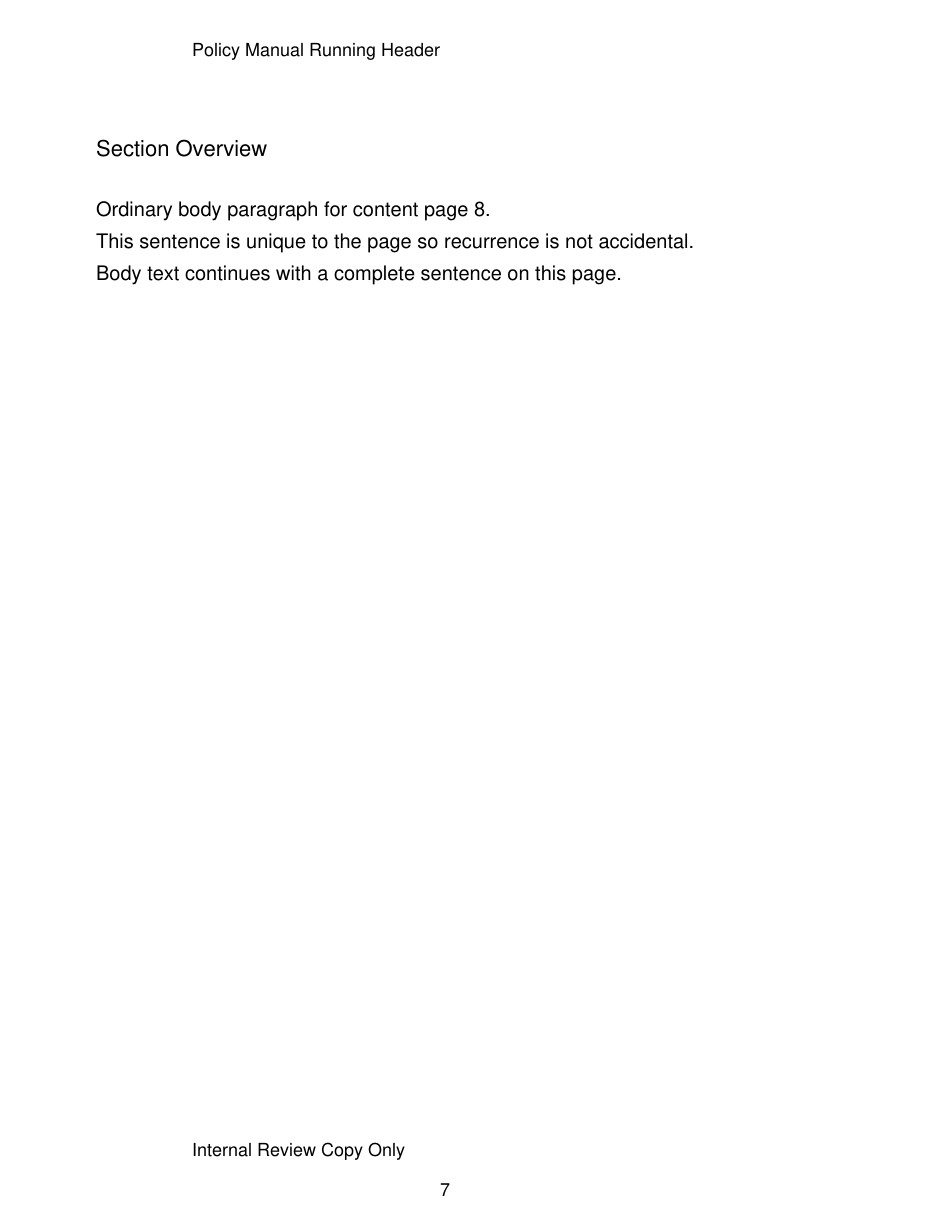 Policy Manual Running Header
Section Overview
Ordinary body paragraph for content page 8.
This sentence is unique to the page so recurrence is not accidental.
Body text continues with a complete sentence on this page.
Internal Review Copy Only
7